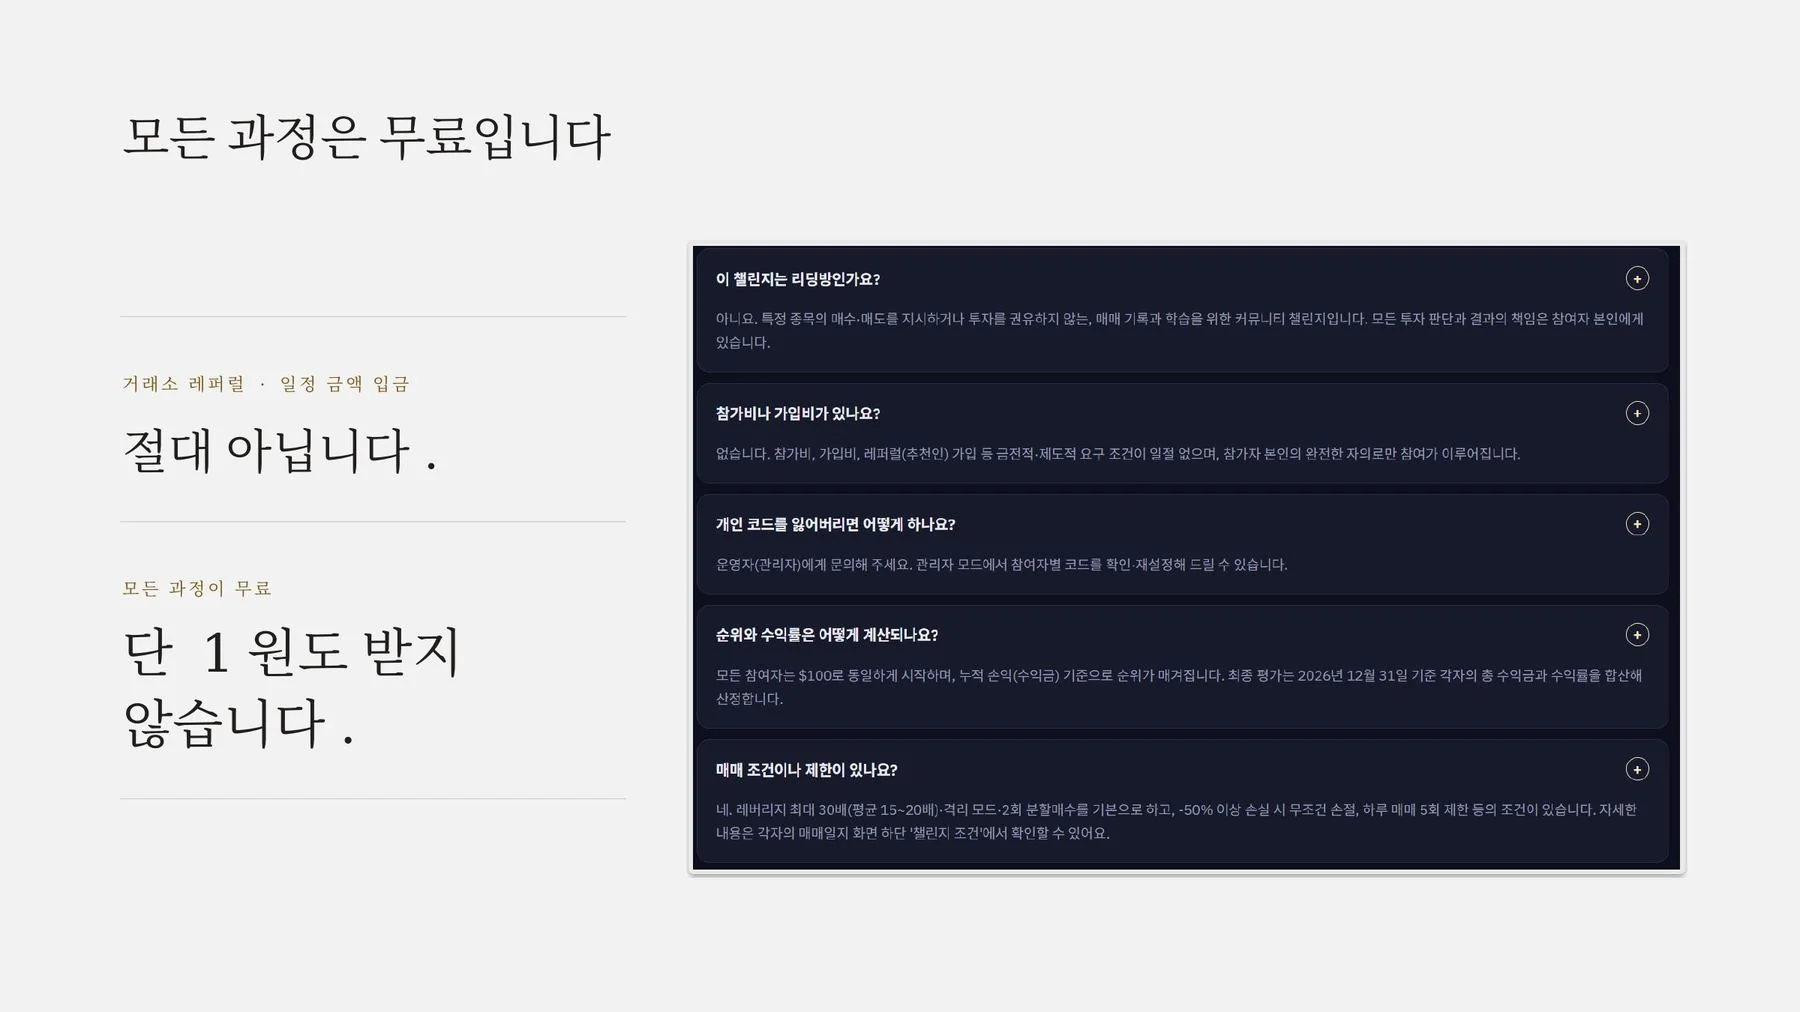 모든 과정은 무료입니다
거래소 레퍼럴 · 일정 금액 입금
절대 아닙니다 .
모든 과정이 무료
단 1 원도 받지
않습니다 .
이 챌린지는 리딩방인가요?
아니요. 특정 종목의 매수·매도를 지시하거나 투자를 권유하지 않는, 매매 기록과 학습을 위한 커뮤니티 챌린지입니다. 모든 투자 판단과 결과의 책임은 참여자 본인에게
있습니다.
참가비나 가입비가 있나요?
없습니다. 참가비, 가입비, 레퍼럴(추천인) 가입 등 금전적·제도적 요구 조건이 일절 없으며, 참가자 본인의 완전한 자의로만 참여가 이루어집니다.
개인 코드를 잃어버리면 어떻게 하나요?
운영자(관리자)에게 문의해 주세요. 관리자 모드에서 참여자별 코드를 확인·재설정해 드릴 수 있습니다.
순위와 수익률은 어떻게 계산되나요?
모든 참여자는 $100로 동일하게 시작하며, 누적 손익(수익금) 기준으로 순위가 매겨집니다. 최종 평가는 2026년 12월 31일 기준 각자의 총 수익금과 수익률을 합산해
산정합니다.
매매 조건이나 제한이 있나요?
네. 레버리지 최대 30배(평균 15~20배)·격리 모드·2회 분할매수를 기본으로 하고, -50% 이상 손실 시 무조건 손절, 하루 매매 5회 제한 등의 조건이 있습니다. 자세한
내용은 각자의 매매일지 화면 하단 '챌린지 조건'에서 확인할 수 있어요.